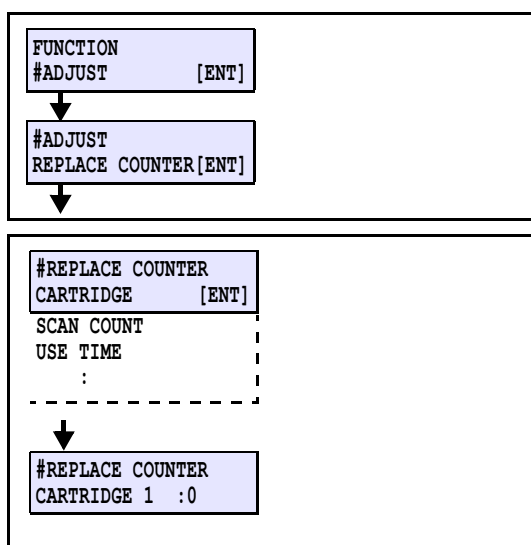 FUNCTION
#ADJUST [ENT]
#ADJUST
REPLACE COUNTER[ENT]
#REPLACE COUNTER
CARTRIDGE [ENT]
SCAN COUNT
USE TIME
:
#REPLACE COUNTER
CARTRIDGE 1 :0